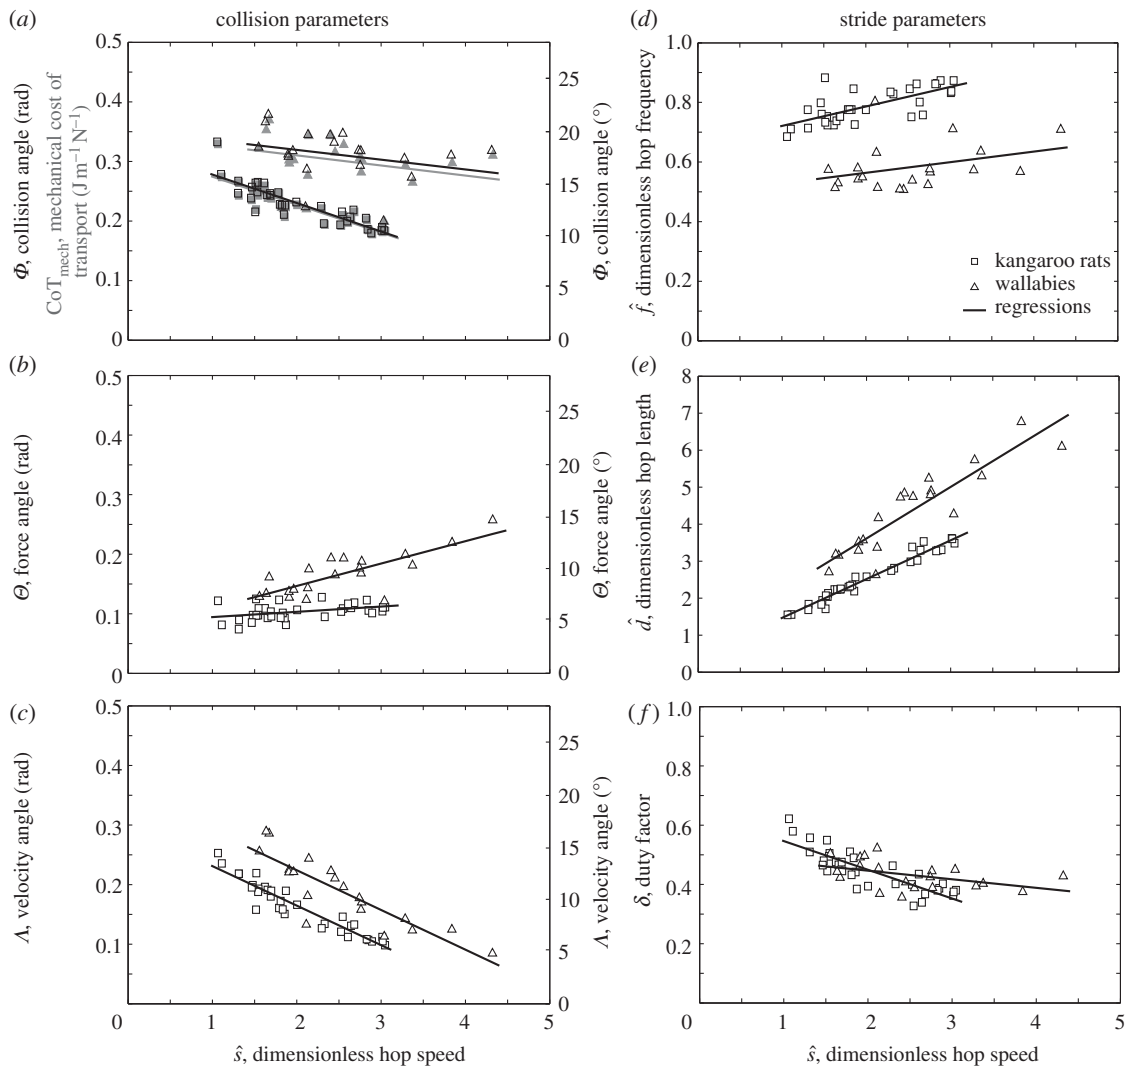 (a) collision parameters
0.5
0.4
0.3
0.2
0.1
0
Φ, collision angle (rad)
CoTmech, mechanical cost of
transport (J m⁻¹ N⁻¹)
25
20
15
10
5
0
Φ, collision angle (°)
(b)
0.5
0.4
0.3
0.2
0.1
0
Θ, force angle (rad)
25
20
15
10
5
0
Θ, force angle (°)
(c)
0.5
0.4
0.3
0.2
0.1
Λ, velocity angle (rad)
25
20
15
10
5
0
Λ, velocity angle (°)
0 1 2 3 4 5
ŝ, dimensionless hop speed
(d) stride parameters
1.0
0.8
0.6
0.4
0.2
0
f̂, dimensionless hop frequency
kangaroo rats
wallabies
regressions
(e)
8
7
6
5
4
3
2
1
0
d̂, dimensionless hop length
(f)
1.0
0.8
0.6
0.4
0.2
δ, duty factor
0 1 2 3 4 5
ŝ, dimensionless hop speed